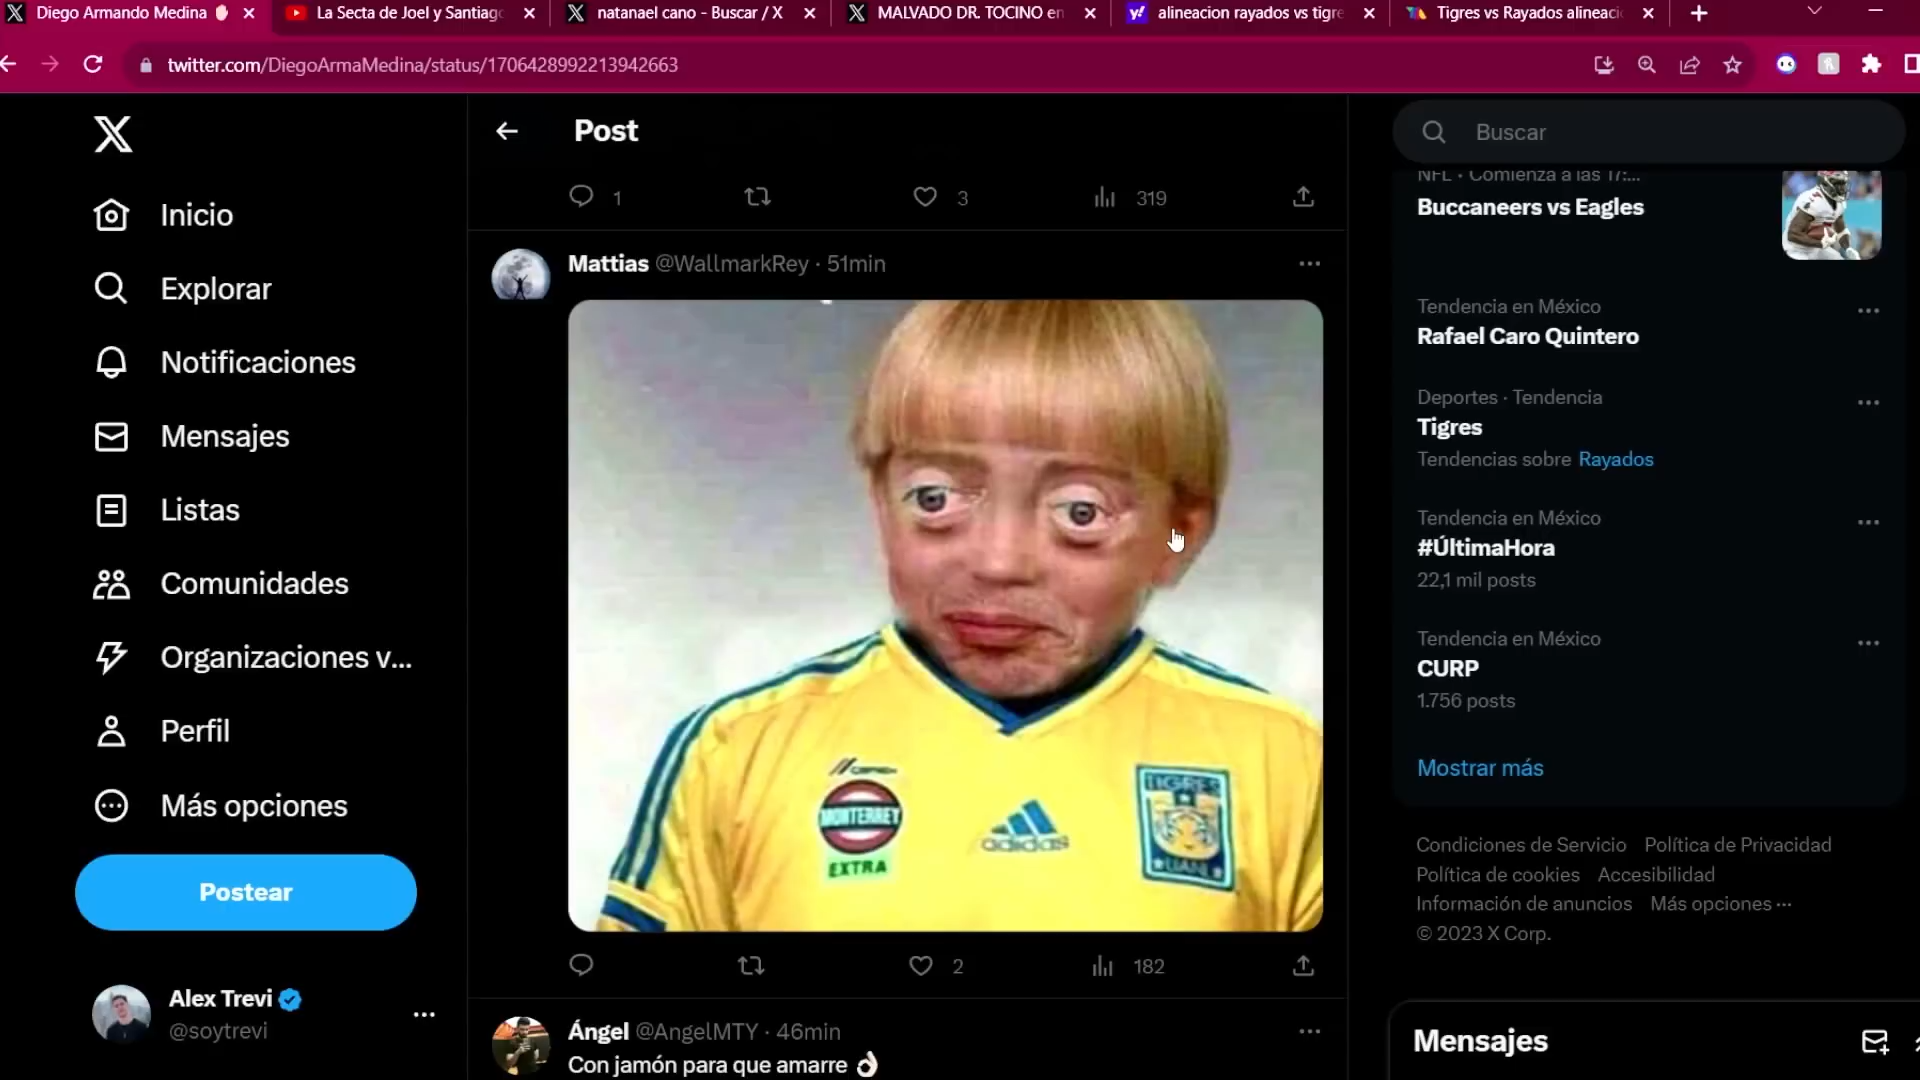 Diego Armando Medina
La Secta de Joel y Santiag
natanael cano - Buscar / X
MALVADO DR. TOCINO en
alineacion rayados vs tigre
Tigres vs Rayados alineaci
twitter.com/DiegoArmaMedina/status/1706428992213942663
Post
Buscar
1
3
319
Inicio
Explorar
Notificaciones
Mensajes
Listas
Comunidades
Organizaciones v...
Perfil
Más opciones
Postear
Alex Trevi
@soytrevi
Mattias @WallmarkRey · 51min
MONTERREY
EXTRA
adidas
TIGRES
UANL
2
182
Ángel @AngelMTY · 46min
Con jamón para que amarre 👌🏻
NFL · Comienza a las 17:...
Buccaneers vs Eagles
Tendencia en México
Rafael Caro Quintero
Deportes · Tendencia
Tigres
Tendencias sobre Rayados
Tendencia en México
#ÚltimaHora
22,1 mil posts
Tendencia en México
CURP
1.756 posts
Mostrar más
Condiciones de Servicio Política de Privacidad
Política de cookies Accesibilidad
Información de anuncios Más opciones ···
© 2023 X Corp.
Mensajes